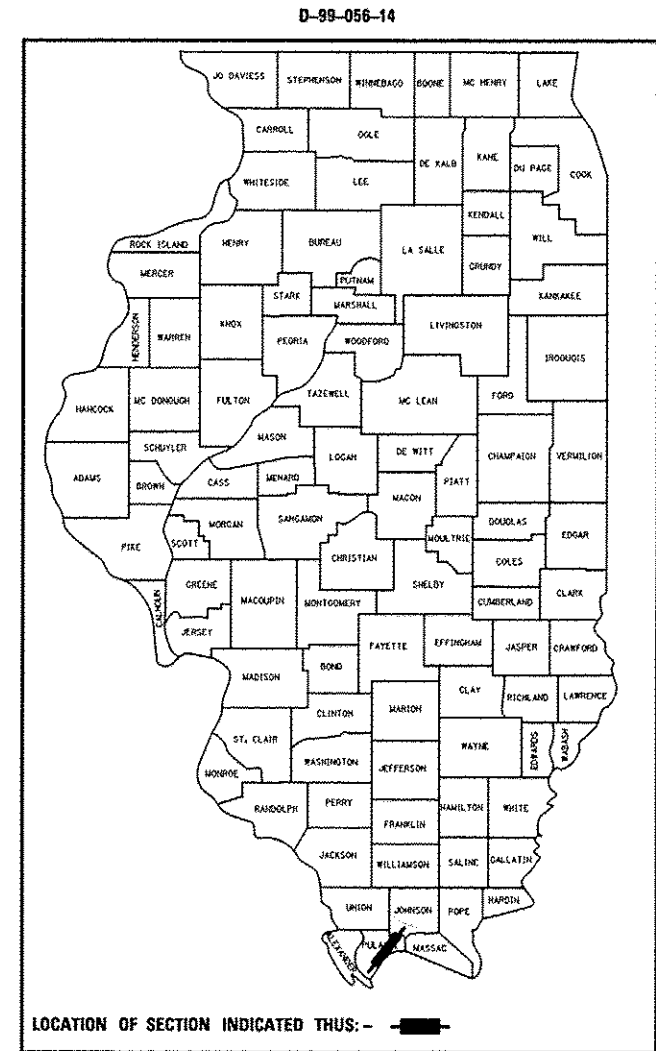 D-99-056-14
JO DAVIESS STEPHENSON WINNEBAGO BOONE MC HENRY LAKE
CARROLL OGLE
DE KALB KANE DU PAGE COOK
WHITESIDE LEE
KENDALL WILL
ROCK ISLAND HENRY BUREAU LA SALLE
MERCER PUTNAM GRUNDY
STARK MARSHALL KANKAKEE
HENDERSON WARREN KNOX PEORIA WOODFORD LIVINGSTON IROQUOIS
HANCOCK MC DONOUGH FULTON TAZEWELL MC LEAN FORD
MASON
SCHUYLER LOGAN DE WITT CHAMPAIGN VERMILION
ADAMS BROWN CASS MENARD PIATT
MACON
PIKE SCOTT MORGAN SANGAMON MOULTRIE DOUGLAS EDGAR
CHRISTIAN COLES
CALHOUN GREENE MACOUPIN MONTGOMERY SHELBY CUMBERLAND CLARK
JERSEY
FAYETTE EFFINGHAM JASPER CRAWFORD
MADISON BOND
CLAY RICHLAND LAWRENCE
CLINTON MARION
ST. CLAIR WAYNE EDWARDS WABASH
MONROE WASHINGTON JEFFERSON
RANDOLPH PERRY HAMILTON WHITE
FRANKLIN
JACKSON WILLIAMSON SALINE GALLATIN
UNION JOHNSON POPE HARDIN
ALEXANDER MASSAC
LOCATION OF SECTION INDICATED THUS:-